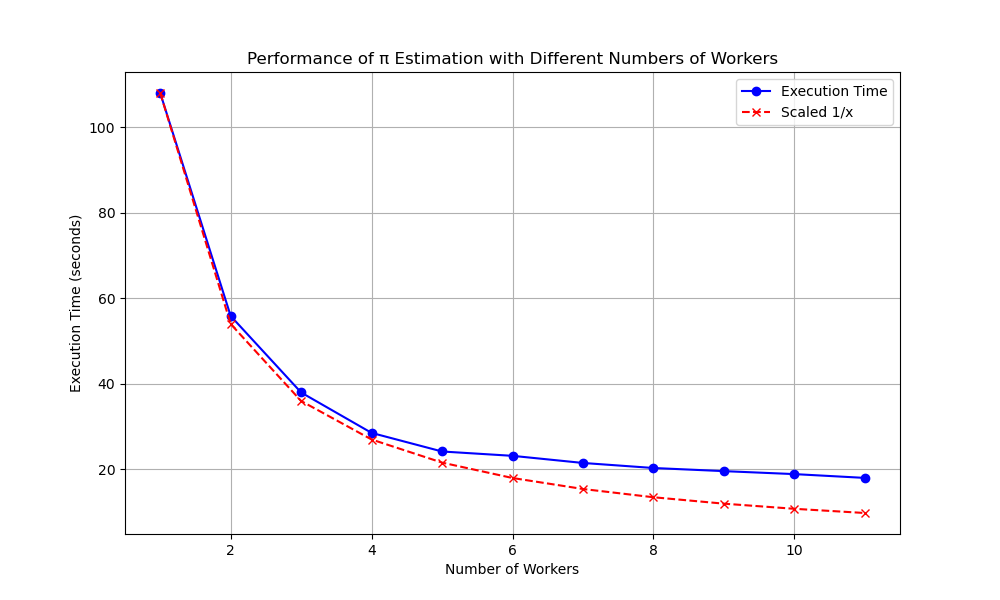 Performance of π Estimation with Different Numbers of Workers
Execution Time
Scaled 1/x
Execution Time (seconds)
100
80
60
40
20
2
4
6
8
10
Number of Workers